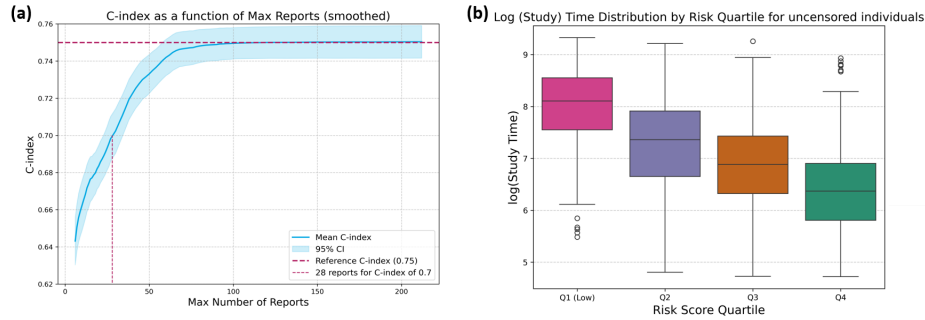 (a)
C-index as a function of Max Reports (smoothed)
0.76
0.74
0.72
0.70
0.68
0.66
0.64
0.62
C-index
0
50
100
150
200
Max Number of Reports
Mean C-index
95% CI
Reference C-index (0.75)
28 reports for C-index of 0.7
(b)
Log (Study) Time Distribution by Risk Quartile for uncensored individuals
9
8
7
6
5
log(Study Time)
Q1 (Low)
Q2
Q3
Q4
Risk Score Quartile